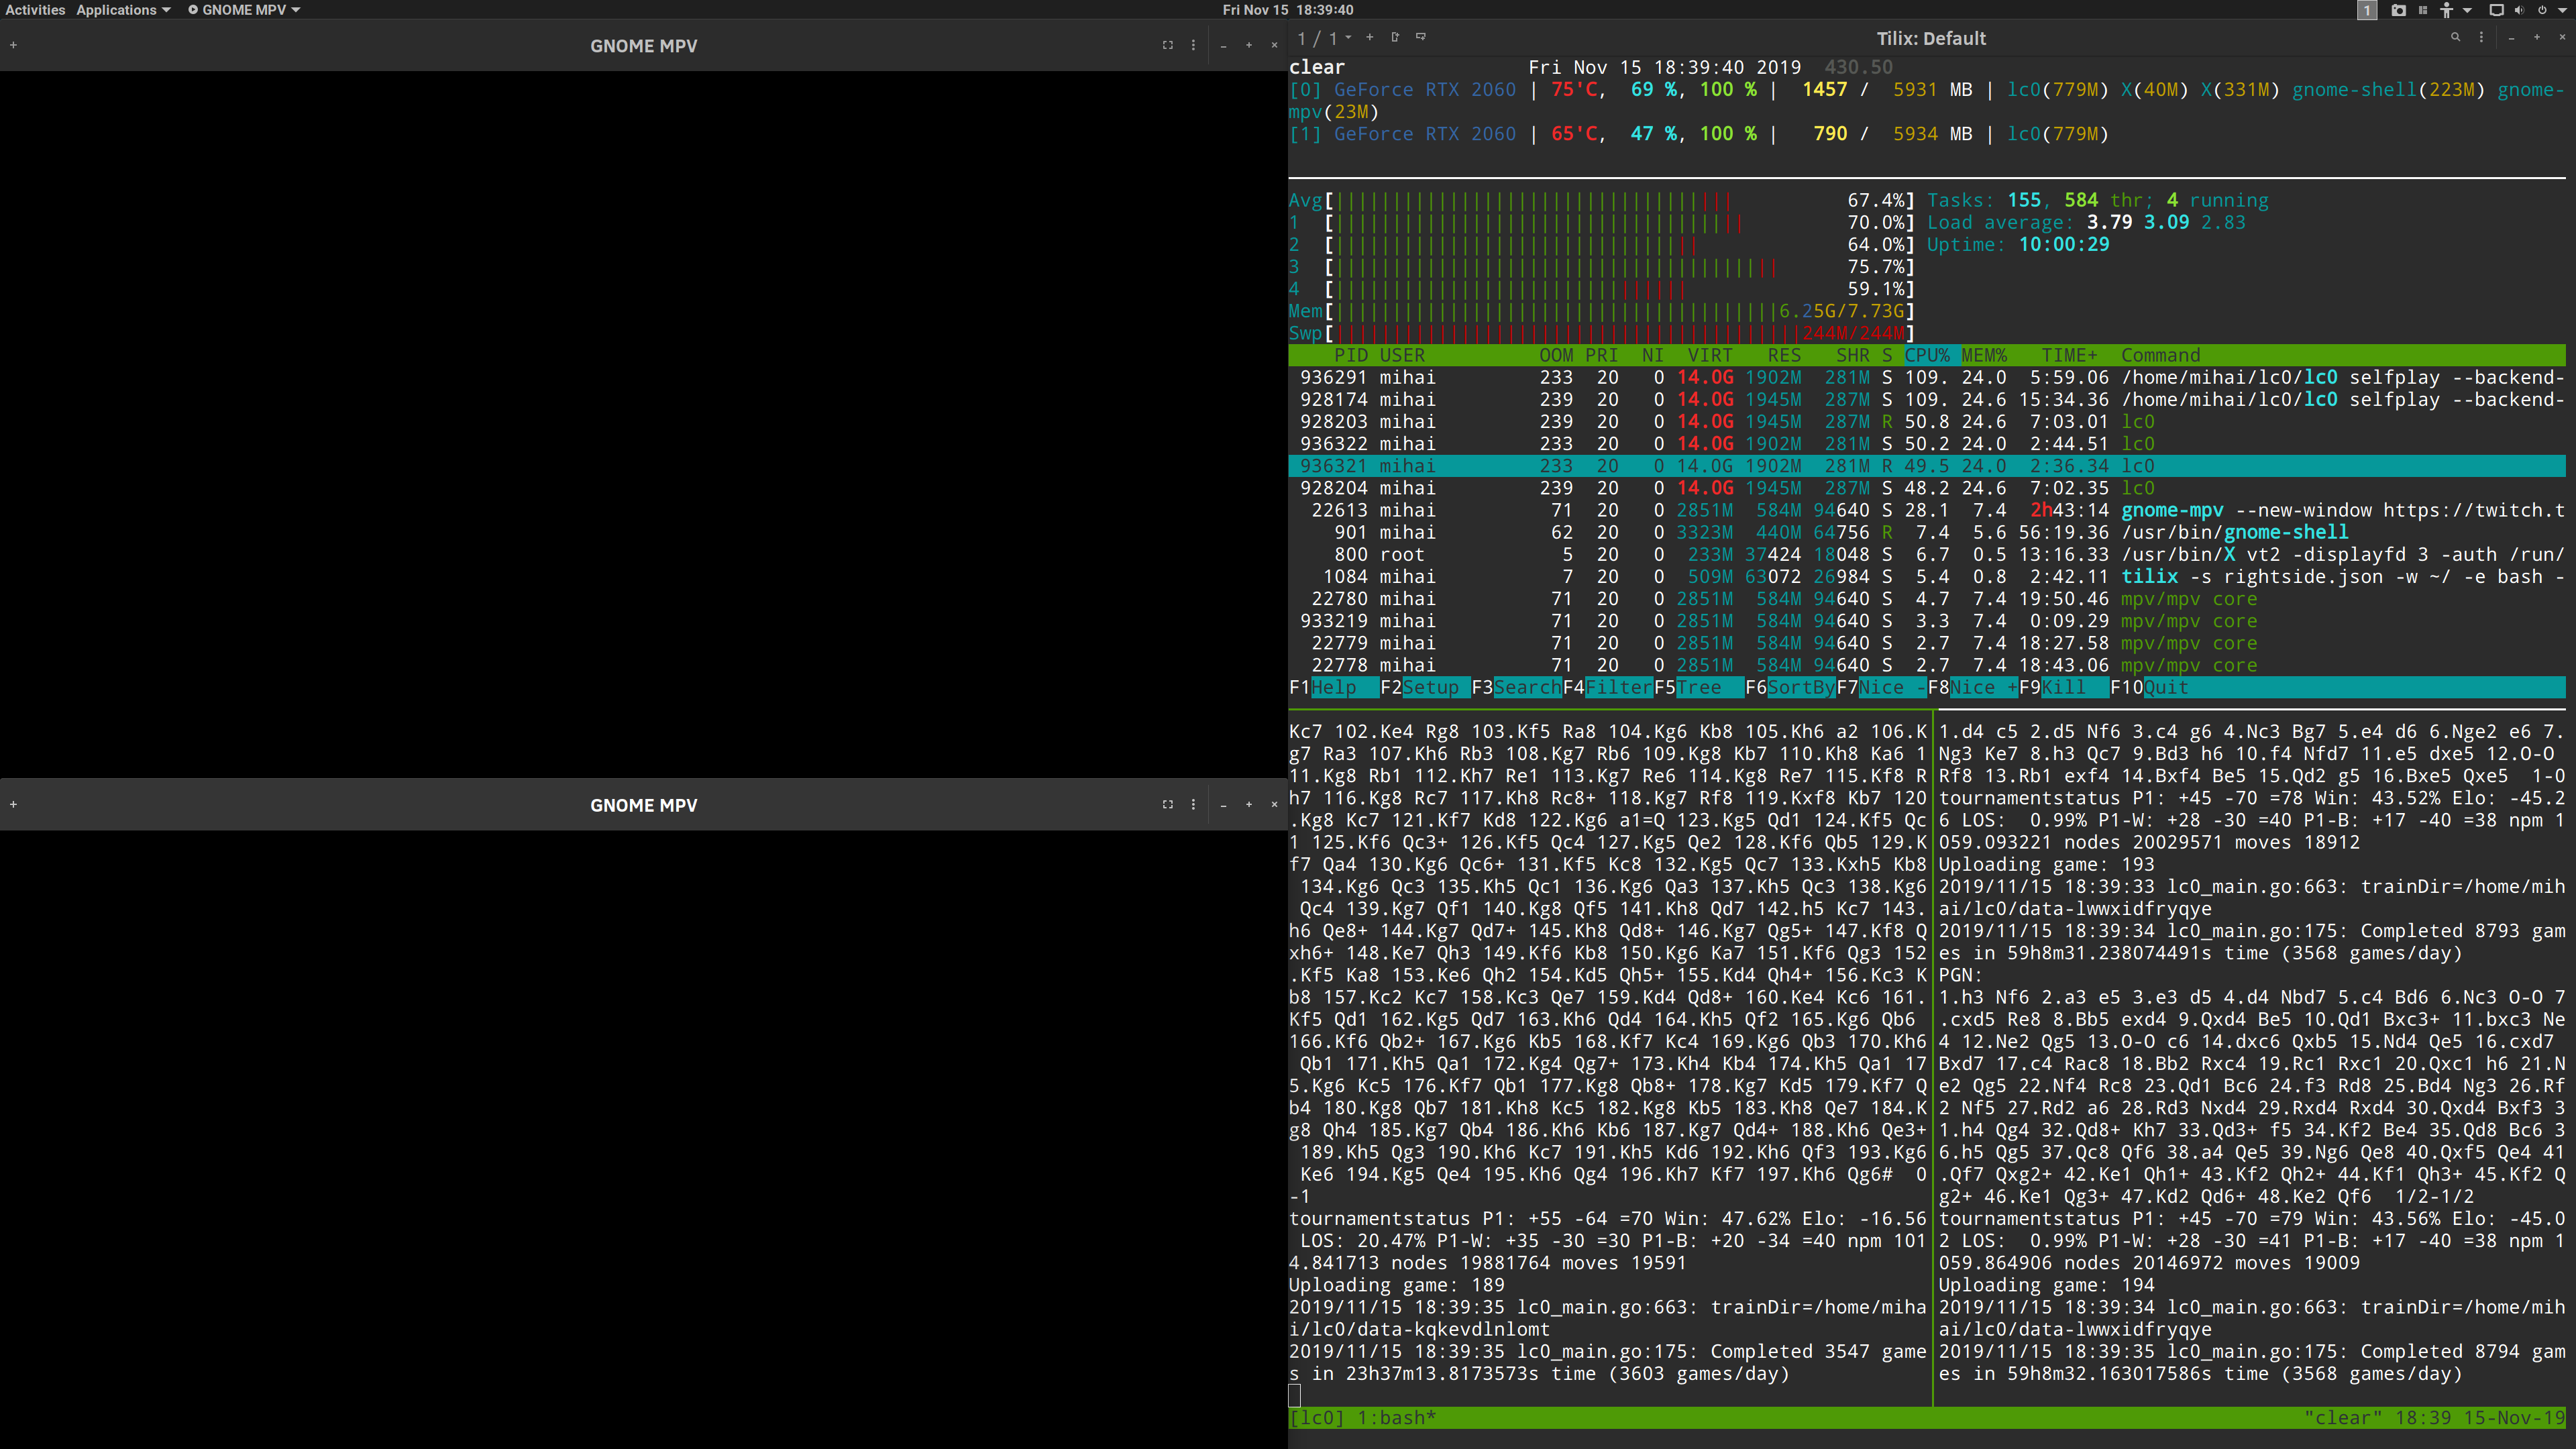 Activities Applications GNOME MPV Fri Nov 15 18:39:40 1
GNOME MPV
GNOME MPV
1 / 1 Tilix: Default
clear Fri Nov 15 18:39:40 2019 430.50
[0] GeForce RTX 2060 | 75'C, 69 %, 100 % | 1457 / 5931 MB | lc0(779M) X(40M) X(331M) gnome-shell(223M) gnome-
mpv(23M)
[1] GeForce RTX 2060 | 65'C, 47 %, 100 % | 790 / 5934 MB | lc0(779M)
Avg[ 67.4%] Tasks: 155, 584 thr; 4 running
1 [ 70.0%] Load average: 3.79 3.09 2.83
2 [ 64.0%] Uptime: 10:00:29
3 [ 75.7%]
4 [ 59.1%]
Mem[ 6.25G/7.73G]
Swp[ 244M/244M]
PID USER OOM PRI NI VIRT RES SHR S CPU% MEM% TIME+ Command
936291 mihai 233 20 0 14.0G 1902M 281M S 109. 24.0 5:59.06 /home/mihai/lc0/lc0 selfplay --backend-
928174 mihai 239 20 0 14.0G 1945M 287M S 109. 24.6 15:34.36 /home/mihai/lc0/lc0 selfplay --backend-
928203 mihai 239 20 0 14.0G 1945M 287M R 50.8 24.6 7:03.01 lc0
936322 mihai 233 20 0 14.0G 1902M 281M S 50.2 24.0 2:44.51 lc0
936321 mihai 233 20 0 14.0G 1902M 281M R 49.5 24.0 2:36.34 lc0
928204 mihai 239 20 0 14.0G 1945M 287M S 48.2 24.6 7:02.35 lc0
22613 mihai 71 20 0 2851M 584M 94640 S 28.1 7.4 2h43:14 gnome-mpv --new-window https://twitch.t
901 mihai 62 20 0 3323M 440M 64756 R 7.4 5.6 56:19.36 /usr/bin/gnome-shell
800 root 5 20 0 233M 37424 18048 S 6.7 0.5 13:16.33 /usr/bin/X vt2 -displayfd 3 -auth /run/
1084 mihai 7 20 0 509M 63072 26984 S 5.4 0.8 2:42.11 tilix -s rightside.json -w ~/ -e bash -
22780 mihai 71 20 0 2851M 584M 94640 S 4.7 7.4 19:50.46 mpv/mpv core
933219 mihai 71 20 0 2851M 584M 94640 S 3.3 7.4 0:09.29 mpv/mpv core
22779 mihai 71 20 0 2851M 584M 94640 S 2.7 7.4 18:27.58 mpv/mpv core
22778 mihai 71 20 0 2851M 584M 94640 S 2.7 7.4 18:43.06 mpv/mpv core
F1Help F2Setup F3SearchF4FilterF5Tree F6SortByF7Nice -F8Nice +F9Kill F10Quit
Kc7 102.Ke4 Rg8 103.Kf5 Ra8 104.Kg6 Kb8 105.Kh6 a2 106.K
g7 Ra3 107.Kh6 Rb3 108.Kg7 Rb6 109.Kg8 Kb7 110.Kh8 Ka6 1
11.Kg8 Rb1 112.Kh7 Re1 113.Kg7 Re6 114.Kg8 Re7 115.Kf8 R
h7 116.Kg8 Rc7 117.Kh8 Rc8+ 118.Kg7 Rf8 119.Kxf8 Kb7 120
.Kg8 Kc7 121.Kf7 Kd8 122.Kg6 a1=Q 123.Kg5 Qd1 124.Kf5 Qc
1 125.Kf6 Qc3+ 126.Kf5 Qc4 127.Kg5 Qe2 128.Kf6 Qb5 129.K
f7 Qa4 130.Kg6 Qc6+ 131.Kf5 Kc8 132.Kg5 Qc7 133.Kxh5 Kb8
134.Kg6 Qc3 135.Kh5 Qc1 136.Kg6 Qa3 137.Kh5 Qc3 138.Kg6
Qc4 139.Kg7 Qf1 140.Kg8 Qf5 141.Kh8 Qd7 142.h5 Kc7 143.
h6 Qe8+ 144.Kg7 Qd7+ 145.Kh8 Qd8+ 146.Kg7 Qg5+ 147.Kf8 Q
xh6+ 148.Ke7 Qh3 149.Kf6 Kb8 150.Kg6 Ka7 151.Kf6 Qg3 152
.Kf5 Ka8 153.Ke6 Qh2 154.Kd5 Qh5+ 155.Kd4 Qh4+ 156.Kc3 K
b8 157.Kc2 Kc7 158.Kc3 Qe7 159.Kd4 Qd8+ 160.Ke4 Kc6 161.
Kf5 Qd1 162.Kg5 Qd7 163.Kh6 Qd4 164.Kh5 Qf2 165.Kg6 Qb6
166.Kf6 Qb2+ 167.Kg6 Kb5 168.Kf7 Kc4 169.Kg6 Qb3 170.Kh6
Qb1 171.Kh5 Qa1 172.Kg4 Qg7+ 173.Kh4 Kb4 174.Kh5 Qa1 17
5.Kg6 Kc5 176.Kf7 Qb1 177.Kg8 Qb8+ 178.Kg7 Kd5 179.Kf7 Q
b4 180.Kg8 Qb7 181.Kh8 Kc5 182.Kg8 Kb5 183.Kh8 Qe7 184.K
g8 Qh4 185.Kg7 Qb4 186.Kh6 Kb6 187.Kg7 Qd4+ 188.Kh6 Qe3+
189.Kh5 Qg3 190.Kh6 Kc7 191.Kh5 Kd6 192.Kh6 Qf3 193.Kg6
Ke6 194.Kg5 Qe4 195.Kh6 Qg4 196.Kh7 Kf7 197.Kh6 Qg6# 0
-1
tournamentstatus P1: +55 -64 =70 Win: 47.62% Elo: -16.56
LOS: 20.47% P1-W: +35 -30 =30 P1-B: +20 -34 =40 npm 101
4.841713 nodes 19881764 moves 19591
Uploading game: 189
2019/11/15 18:39:35 lc0_main.go:663: trainDir=/home/miha
i/lc0/data-kqkevdlnlomt
2019/11/15 18:39:35 lc0_main.go:175: Completed 3547 game
s in 23h37m13.8173573s time (3603 games/day)
1.d4 c5 2.d5 Nf6 3.c4 g6 4.Nc3 Bg7 5.e4 d6 6.Nge2 e6 7.
Ng3 Ke7 8.h3 Qc7 9.Bd3 h6 10.f4 Nfd7 11.e5 dxe5 12.O-O
Rf8 13.Rb1 exf4 14.Bxf4 Be5 15.Qd2 g5 16.Bxe5 Qxe5 1-0
tournamentstatus P1: +45 -70 =78 Win: 43.52% Elo: -45.2
6 LOS: 0.99% P1-W: +28 -30 =40 P1-B: +17 -40 =38 npm 1
059.093221 nodes 20029571 moves 18912
Uploading game: 193
2019/11/15 18:39:33 lc0_main.go:663: trainDir=/home/mih
ai/lc0/data-lwwxidfryqye
2019/11/15 18:39:34 lc0_main.go:175: Completed 8793 gam
es in 59h8m31.238074491s time (3568 games/day)
PGN:
1.h3 Nf6 2.a3 e5 3.e3 d5 4.d4 Nbd7 5.c4 Bd6 6.Nc3 O-O 7
.cxd5 Re8 8.Bb5 exd4 9.Qxd4 Be5 10.Qd1 Bxc3+ 11.bxc3 Ne
4 12.Ne2 Qg5 13.O-O c6 14.dxc6 Qxb5 15.Nd4 Qe5 16.cxd7
Bxd7 17.c4 Rac8 18.Bb2 Rxc4 19.Rc1 Rxc1 20.Qxc1 h6 21.N
e2 Qg5 22.Nf4 Rc8 23.Qd1 Bc6 24.f3 Rd8 25.Bd4 Ng3 26.Rf
2 Nf5 27.Rd2 a6 28.Rd3 Nxd4 29.Rxd4 Rxd4 30.Qxd4 Bxf3 3
1.h4 Qg4 32.Qd8+ Kh7 33.Qd3+ f5 34.Kf2 Be4 35.Qd8 Bc6 3
6.h5 Qg5 37.Qc8 Qf6 38.a4 Qe5 39.Ng6 Qe8 40.Qxf5 Qe4 41
.Qf7 Qxg2+ 42.Ke1 Qh1+ 43.Kf2 Qh2+ 44.Kf1 Qh3+ 45.Kf2 Q
g2+ 46.Ke1 Qg3+ 47.Kd2 Qd6+ 48.Ke2 Qf6 1/2-1/2
tournamentstatus P1: +45 -70 =79 Win: 43.56% Elo: -45.0
2 LOS: 0.99% P1-W: +28 -30 =41 P1-B: +17 -40 =38 npm 1
059.864906 nodes 20146972 moves 19009
Uploading game: 194
2019/11/15 18:39:34 lc0_main.go:663: trainDir=/home/mih
ai/lc0/data-lwwxidfryqye
2019/11/15 18:39:35 lc0_main.go:175: Completed 8794 gam
es in 59h8m32.163017586s time (3568 games/day)
[lc0] 1:bash* "clear" 18:39 15-Nov-19